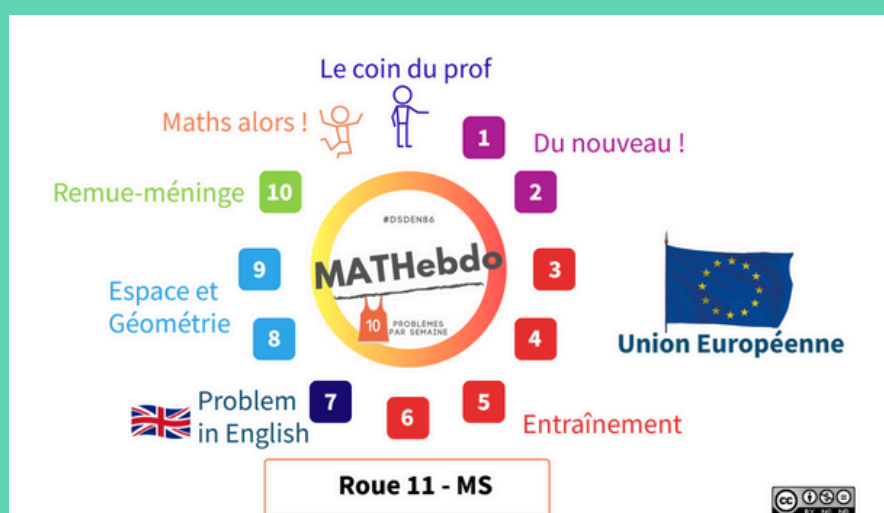 Le coin du prof
Maths alors !
1
Du nouveau !
Remue-méninge
10
2
#DSDEN86
MATHebdo
9
3
Espace et
Géométrie
10
PROBLÈMES
PAR SEMAINE
8
4
Union Européenne
Problem
in English
7
6
5
Entraînement
Roue 11 - MS
cc